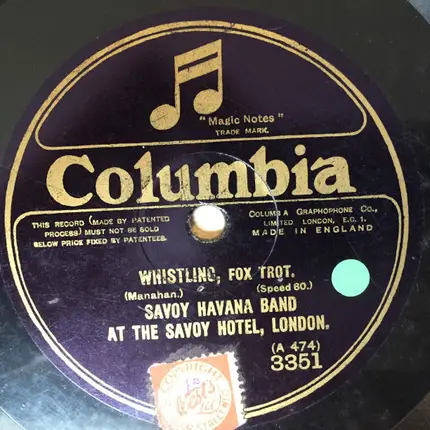 " Magic Notes "
TRADE MARK.
Columbia
THIS RECORD (MADE BY PATENTED
PROCESS) MUST NOT BE SOLD
BELOW PRICE FIXED BY PATENTEES.
COLUMBIA GRAPHOPHONE CO.,
LIMITED LONDON, E.C. 1.
MADE IN ENGLAND
WHISTLING, FOX TROT.
(Manahan.) (Speed 80.)
SAVOY HAVANA BAND
AT THE SAVOY HOTEL, LONDON.
(A 474)
3351
COPYRIGHT